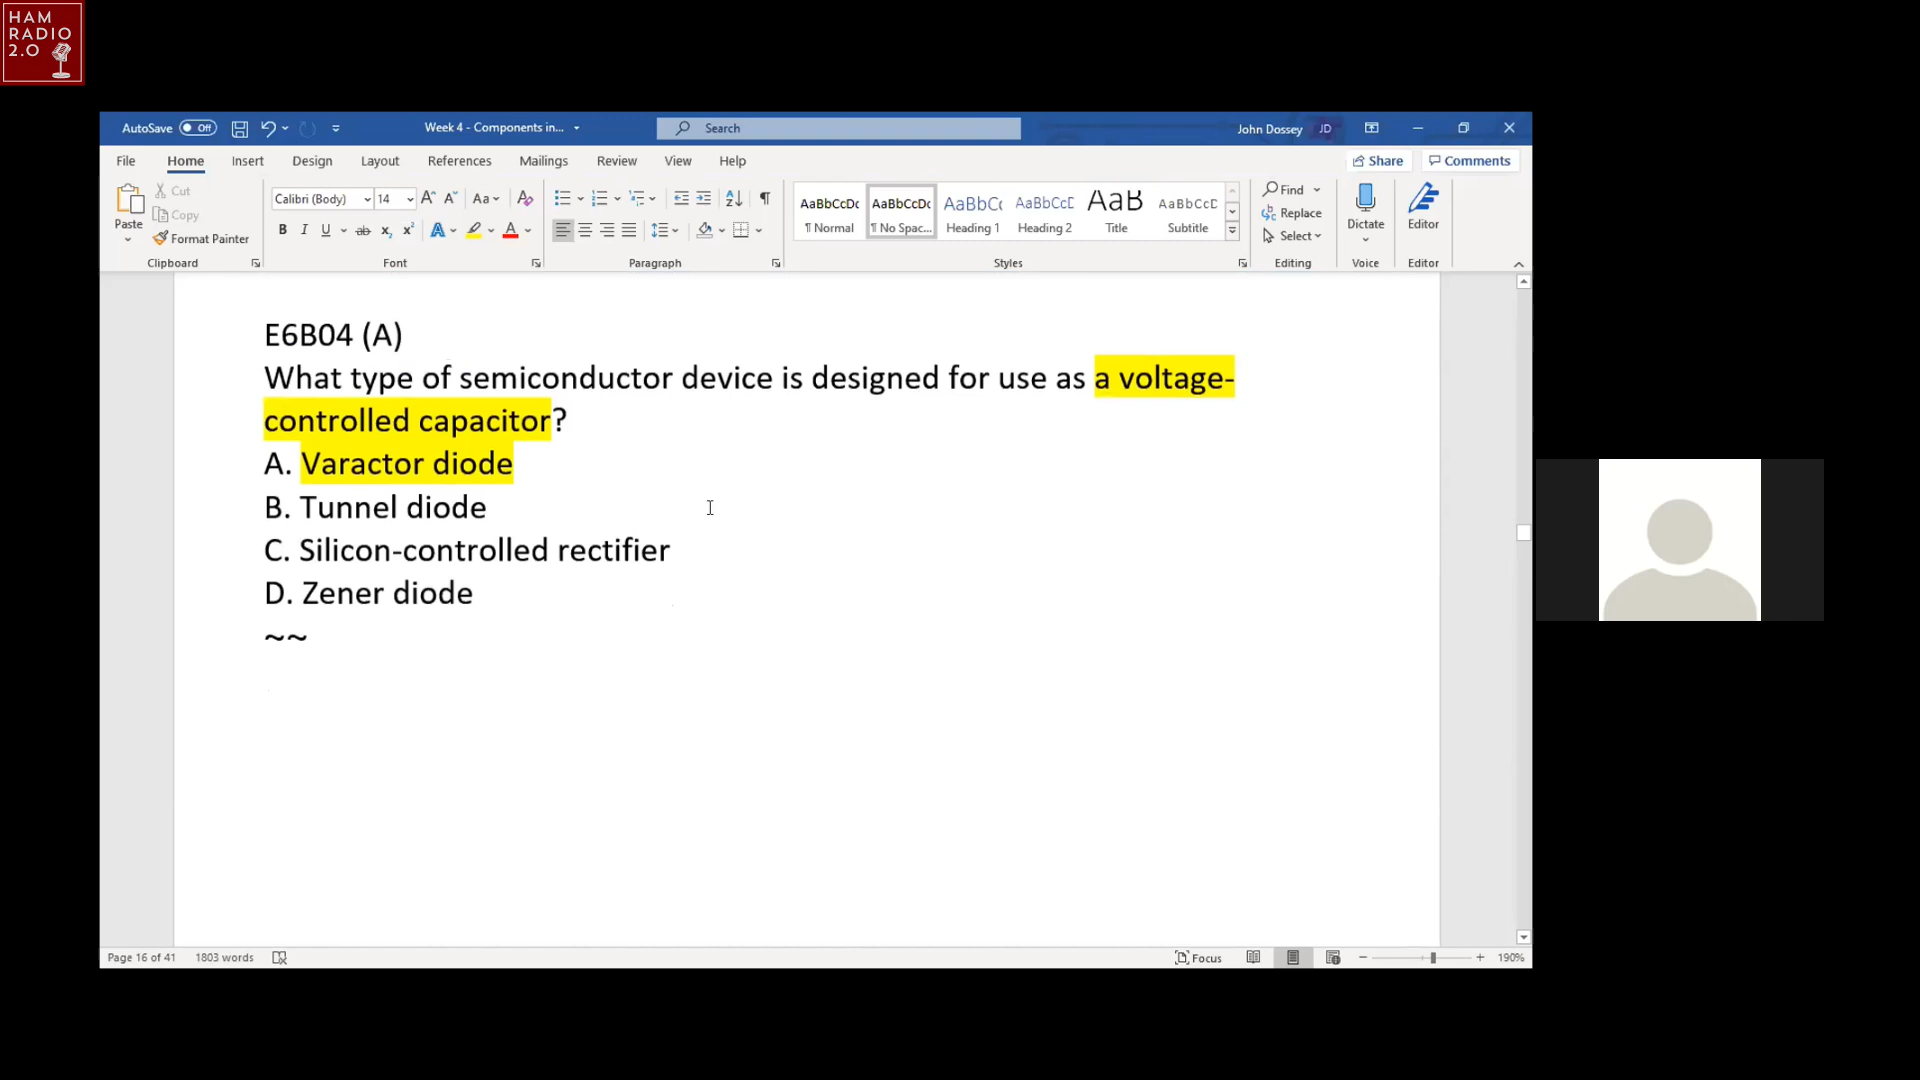 HAM
RADIO
2.0
AutoSave Off Week 4 - Components in... Search John Dossey JD
File Home Insert Design Layout References Mailings Review View Help Share Comments
Paste Cut Copy Format Painter
Calibri (Body) 14
AaBbCcDc AaBbCcDc AaBbCc AaBbCcD AaB AaBbCcD
¶ Normal ¶ No Spac... Heading 1 Heading 2 Title Subtitle
Find Replace Select Dictate Editor
Clipboard Font Paragraph Styles Editing Voice Editor
E6B04 (A)
What type of semiconductor device is designed for use as a voltage-
controlled capacitor?
A. Varactor diode
B. Tunnel diode
C. Silicon-controlled rectifier
D. Zener diode
~~
Page 16 of 41 1803 words Focus 190%